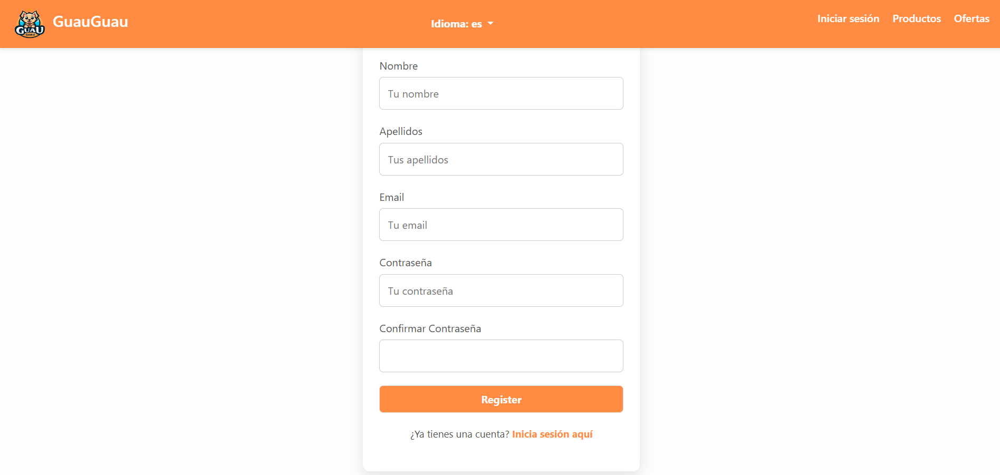 GUAU
GUAU
GuauGuau
Idioma: es
Iniciar sesión
Productos
Ofertas
Nombre
Tu nombre
Apellidos
Tus apellidos
Email
Tu email
Contraseña
Tu contraseña
Confirmar Contraseña
Register
¿Ya tienes una cuenta? Inicia sesión aquí